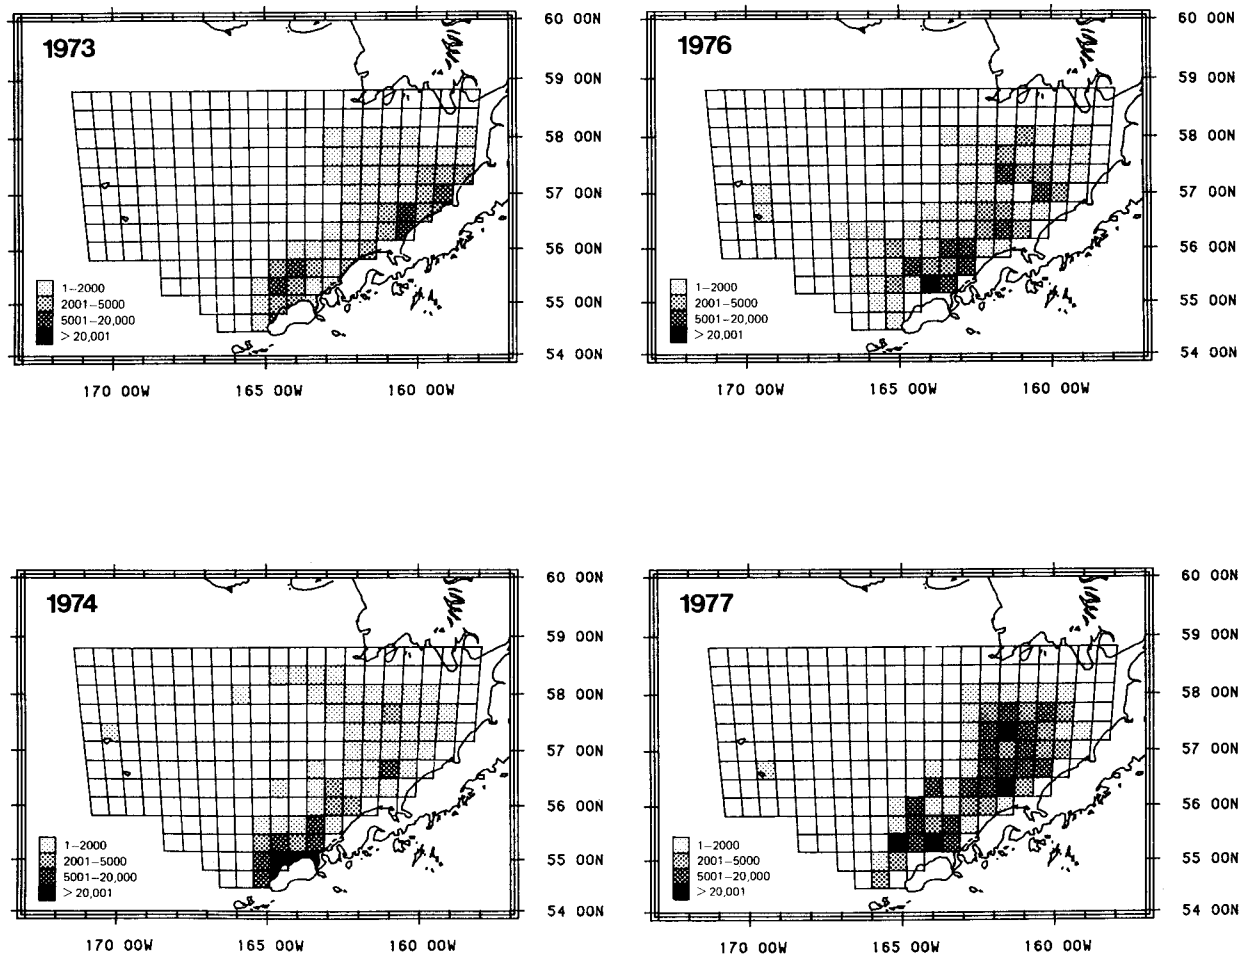 1973
60 00N
59 00N
58 00N
57 00N
56 00N
55 00N
54 00N
1–2000
2001–5000
5001–20,000
> 20,001
170 00W
165 00W
160 00W
1976
60 00N
59 00N
58 00N
57 00N
56 00N
55 00N
54 00N
1–2000
2001–5000
5001–20,000
> 20,001
170 00W
165 00W
160 00W
1974
60 00N
59 00N
58 00N
57 00N
56 00N
55 00N
54 00N
1–2000
2001–5000
5001–20,000
> 20,001
170 00W
165 00W
160 00W
1977
60 00N
59 00N
58 00N
57 00N
56 00N
55 00N
54 00N
1–2000
2001–5000
5001–20,000
> 20,001
170 00W
165 00W
160 00W